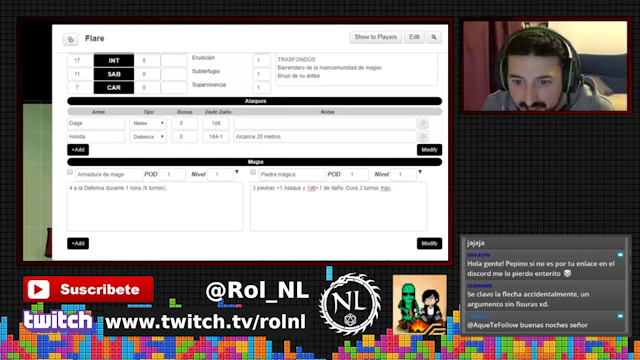 Flare
Show to Players
Edit
17 INT 0
11 SAB 0
7 CAR 0
Erudición 1
Subterfugio 1
Supervivencia 1
TRASFONDOS
Barrandero de la mancomunidad de magos
Brujo de su aldea
Ataques
Arma Tipo Bonos Dado Daño Notas
Daga Melee 0 1d4
Honda Distancia 0 1d4-1 Alcance 20 metros
+Add
Modify
Magia
Armadura de mago POD 1 Nivel 1
Piedra mágica POD 1 Nivel 1
4 a la Defensa durante 1 hora (6 turnos).
3 piedras +1 Ataque y 1d6+1 de daño. Dura 3 turnos max.
+Add
Modify
jajaja
Hola gente! Pepino si no es por tu enlace en el
discord me lo pierdo enterito
Se clavo la flecha accidentalmente, un
argumento sin fisuras xd.
@AqueTeFollow buenas noches señor
Suscribete
@Rol_NL
NL
twitch
www.twitch.tv/rolnl